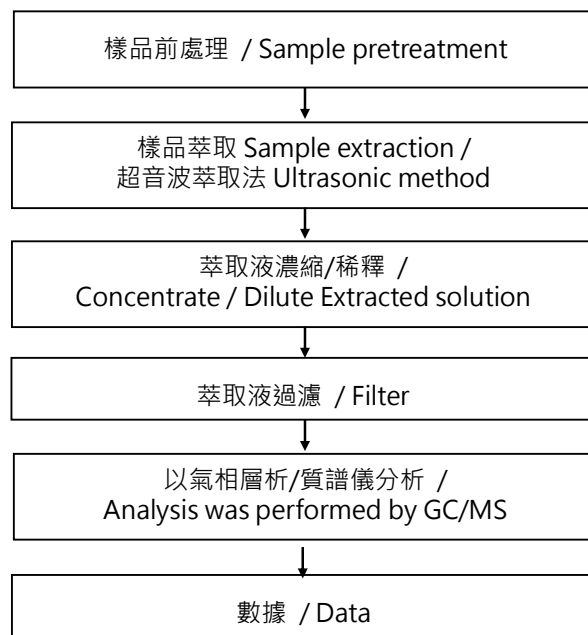 樣品前處理 / Sample pretreatment
樣品萃取 Sample extraction /
超音波萃取法 Ultrasonic method
萃取液濃縮/稀釋 /
Concentrate / Dilute Extracted solution
萃取液過濾 / Filter
以氣相層析/質譜儀分析 /
Analysis was performed by GC/MS
數據 / Data